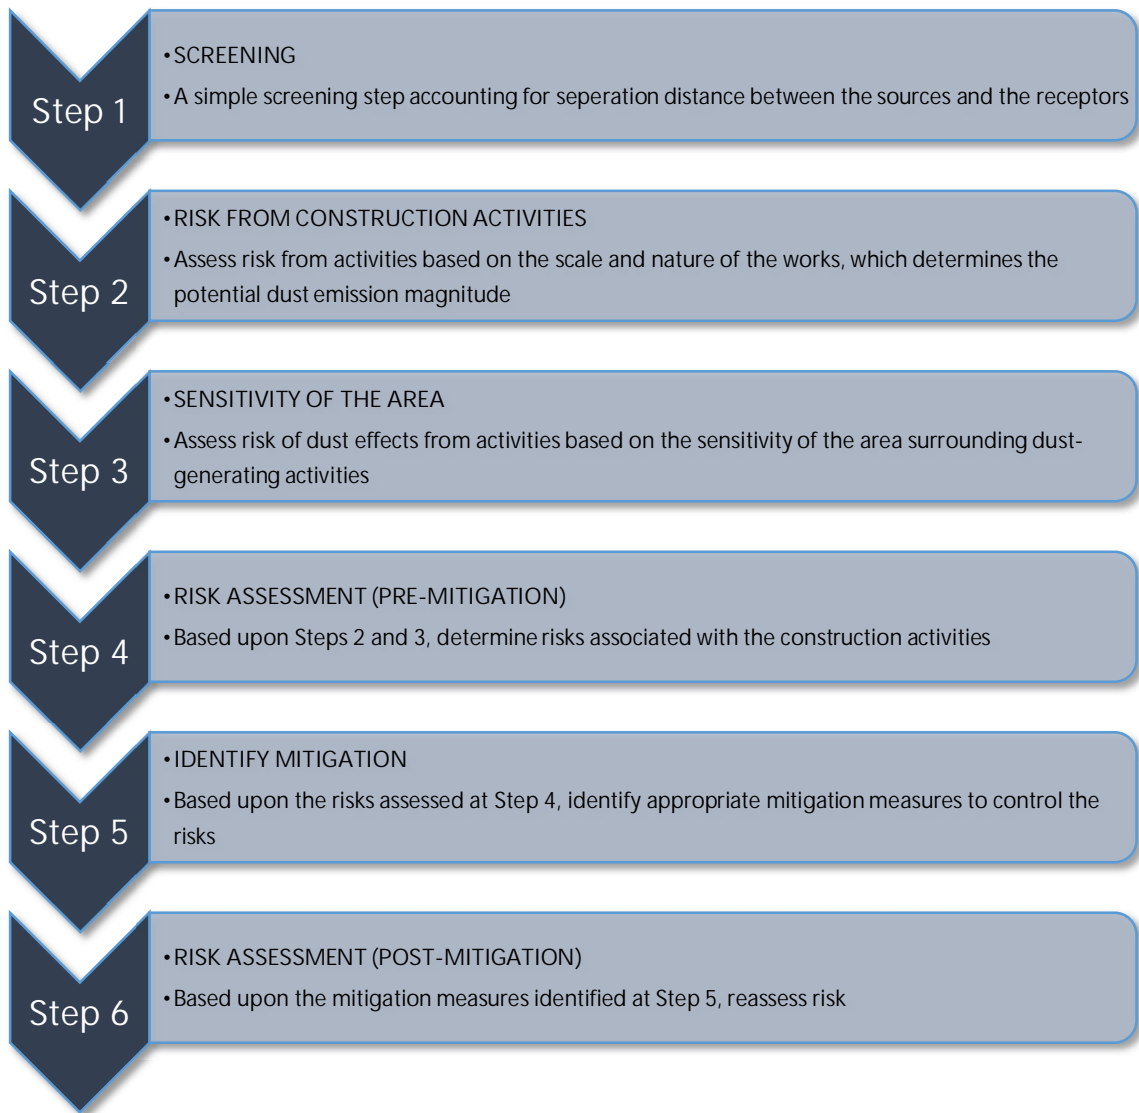 Step 1
•SCREENING
•A simple screening step accounting for seperation distance between the sources and the receptors
Step 2
•RISK FROM CONSTRUCTION ACTIVITIES
•Assess risk from activities based on the scale and nature of the works, which determines the
potential dust emission magnitude
Step 3
•SENSITIVITY OF THE AREA
•Assess risk of dust effects from activities based on the sensitivity of the area surrounding dust-
generating activities
Step 4
•RISK ASSESSMENT (PRE-MITIGATION)
•Based upon Steps 2 and 3, determine risks associated with the construction activities
Step 5
•IDENTIFY MITIGATION
•Based upon the risks assessed at Step 4, identify appropriate mitigation measures to control the
risks
Step 6
•RISK ASSESSMENT (POST-MITIGATION)
•Based upon the mitigation measures identified at Step 5, reassess risk